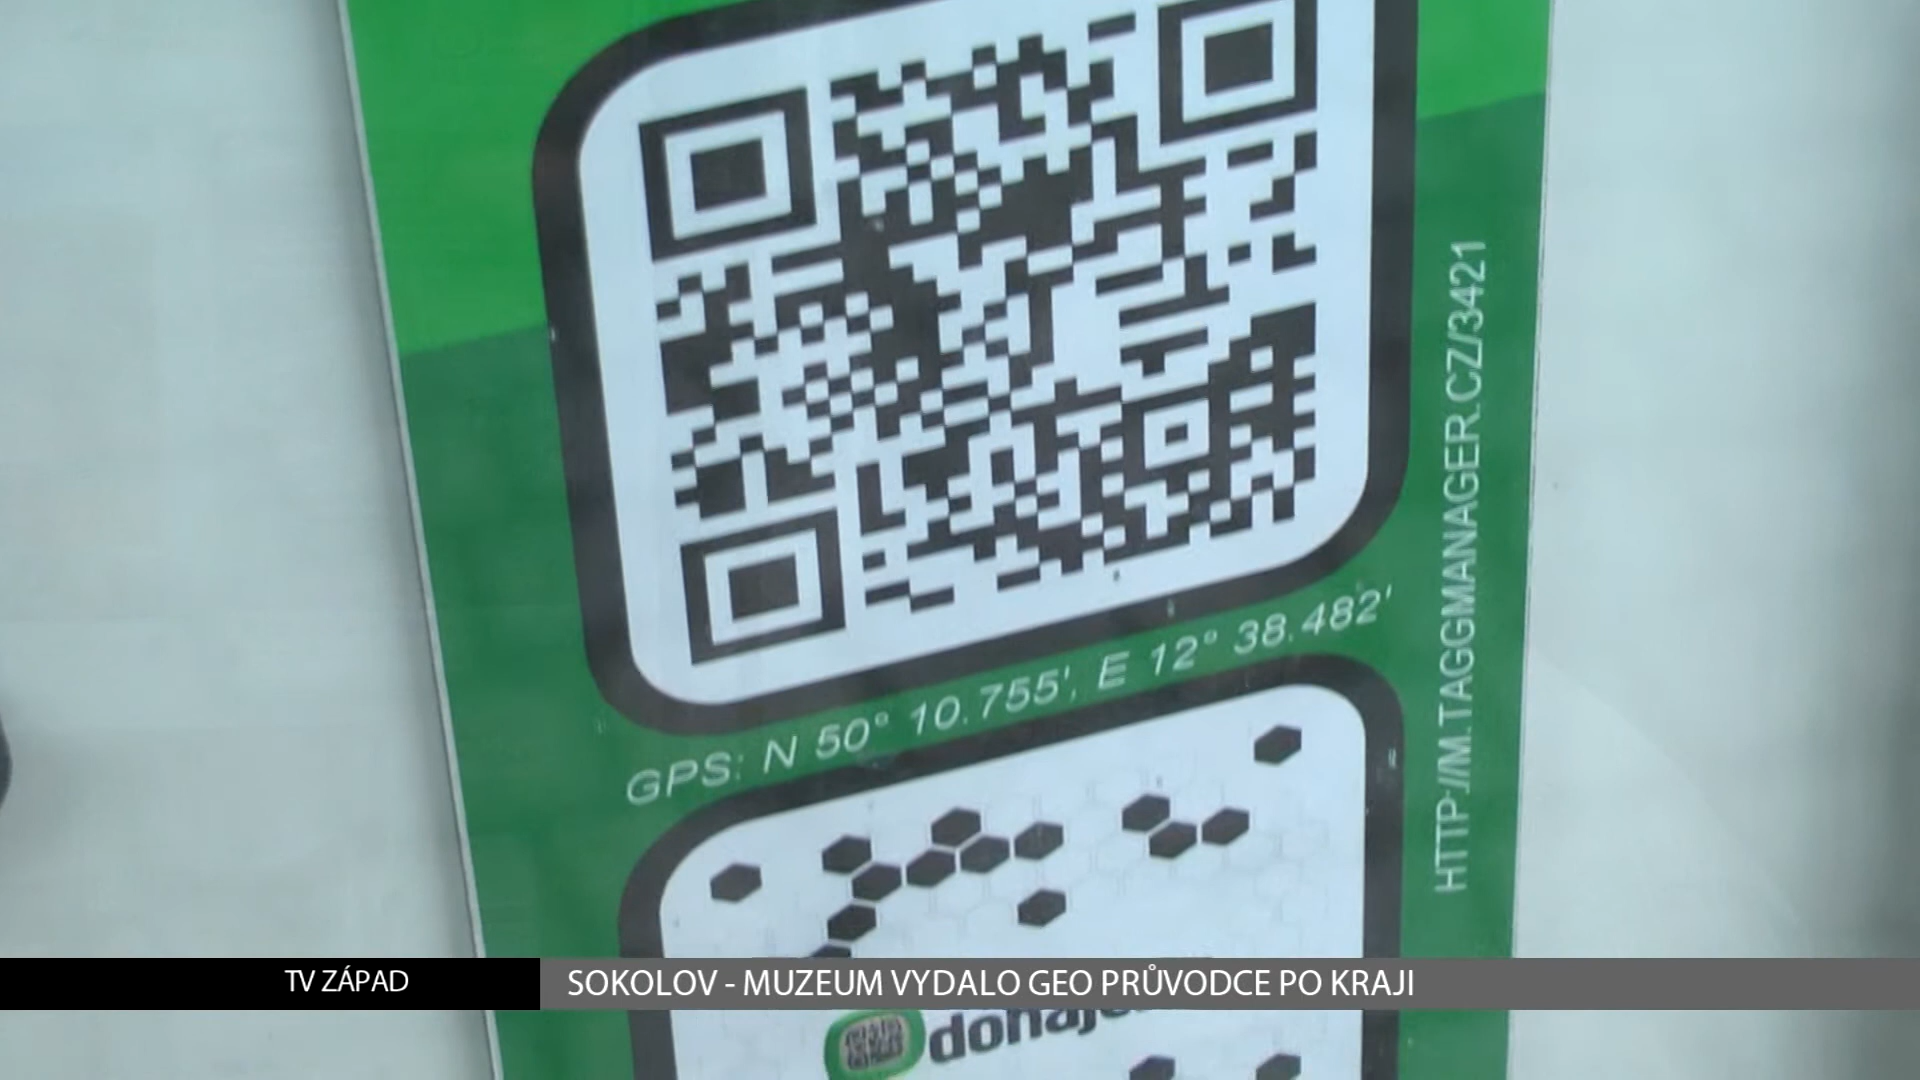 HTTP://M.TAGGMANAGER.CZ/3421
GPS: N 50° 10.755', E 12° 38.482'
TV ZÁPAD
SOKOLOV - MUZEUM VYDALO GEO PRŮVODCE PO KRAJI